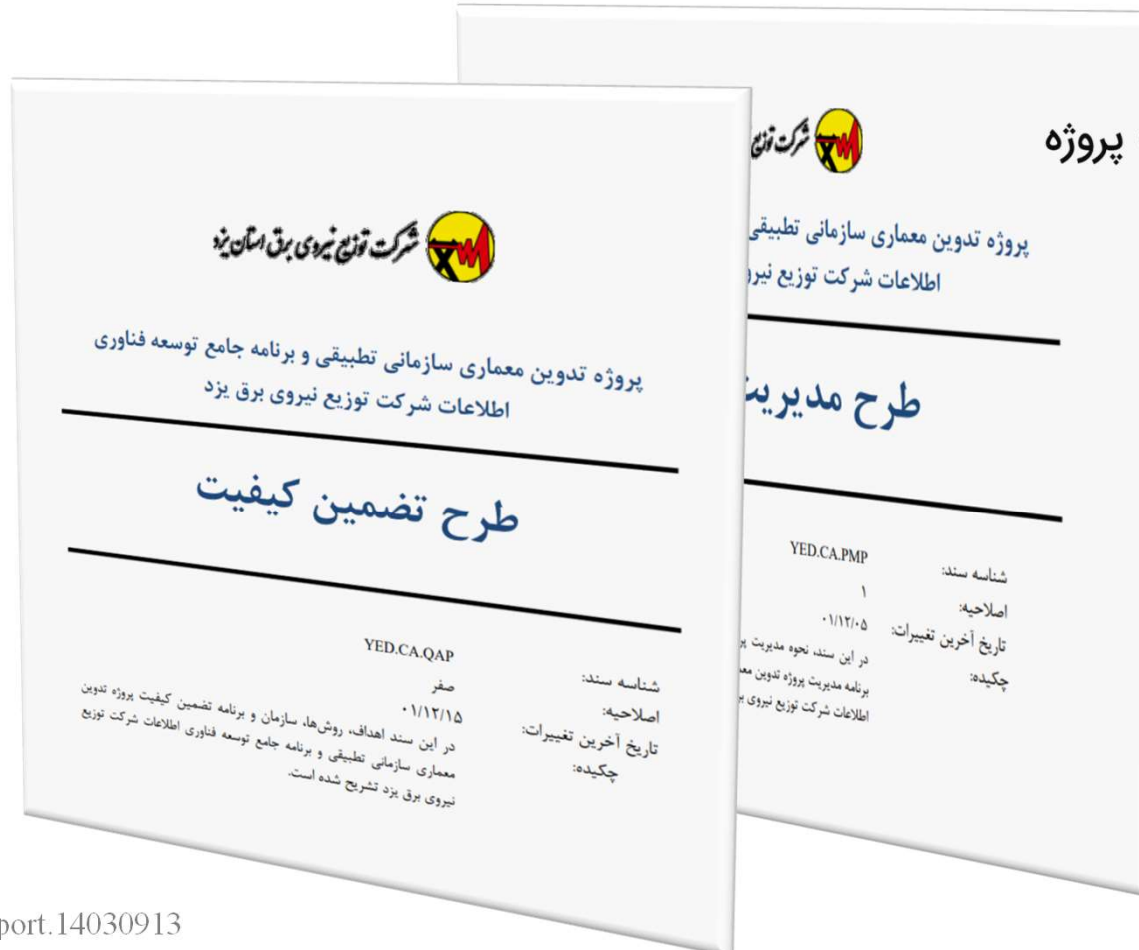 پروژه
شرکت توزیع
پروژه تدوین معماری سازمانی تطبیقی
اطلاعات شرکت توزیع نیرو
طرح مدیریت
شناسه سند: YED.CA.PMP
اصلاحیه: ۱
تاریخ آخرین تغییرات: ۰۱/۱۲/۰۵
چکیده: در این سند، نحوه مدیریت پر
برنامه مدیریت پروژه تدوین معم
اطلاعات شرکت توزیع نیروی بر
شرکت توزیع نیروی برق استان یزد
پروژه تدوین معماری سازمانی تطبیقی و برنامه جامع توسعه فناوری
اطلاعات شرکت توزیع نیروی برق یزد
طرح تضمین کیفیت
شناسه سند: YED.CA.QAP
اصلاحیه: صفر
تاریخ آخرین تغییرات: ۰۱/۱۲/۱۵
چکیده: در این سند اهداف، روش‌ها، سازمان و برنامه تضمین کیفیت پروژه تدوین
معماری سازمانی تطبیقی و برنامه جامع توسعه فناوری اطلاعات شرکت توزیع
نیروی برق یزد تشریح شده است.
port.14030913